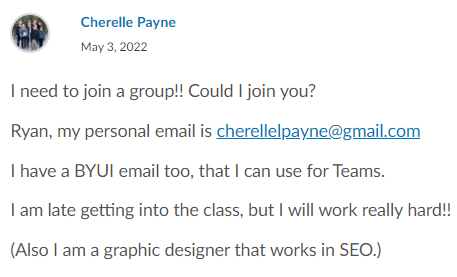 Cherelle Payne
May 3, 2022
I need to join a group!! Could I join you?
Ryan, my personal email is cherellelpayne@gmail.com
I have a BYUI email too, that I can use for Teams.
I am late getting into the class, but I will work really hard!!
(Also I am a graphic designer that works in SEO.)